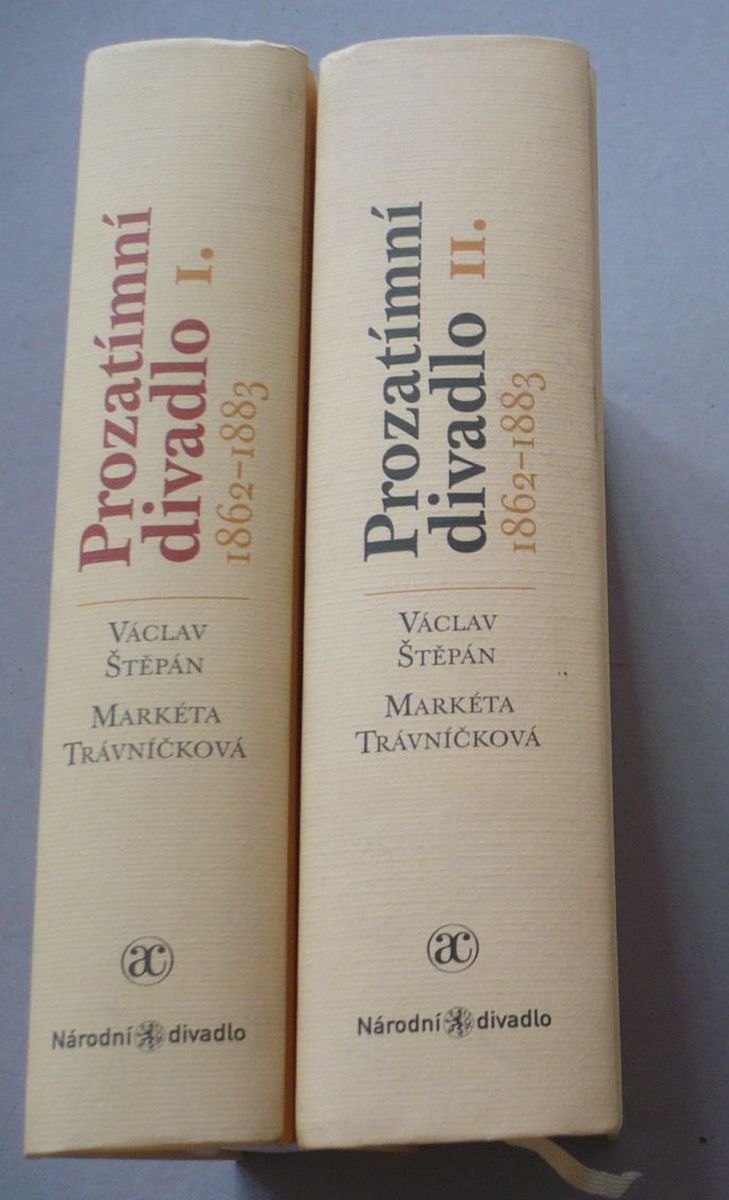 Prozatímní
divadlo I.
1862–1883
VÁCLAV
ŠTĚPÁN
MARKÉTA
TRÁVNÍČKOVÁ
ac
Národní divadlo
Prozatímní
divadlo II.
1862–1883
VÁCLAV
ŠTĚPÁN
MARKÉTA
TRÁVNÍČKOVÁ
ac
Národní divadlo